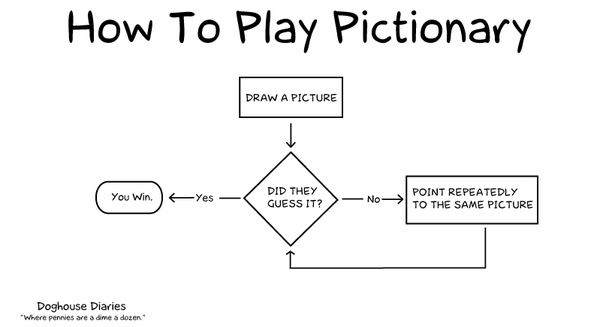 How To Play Pictionary
DRAW A PICTURE
DID THEY
GUESS IT?
Yes
You Win.
No
POINT REPEATEDLY
TO THE SAME PICTURE
Doghouse Diaries
"Where pennies are a dime a dozen."